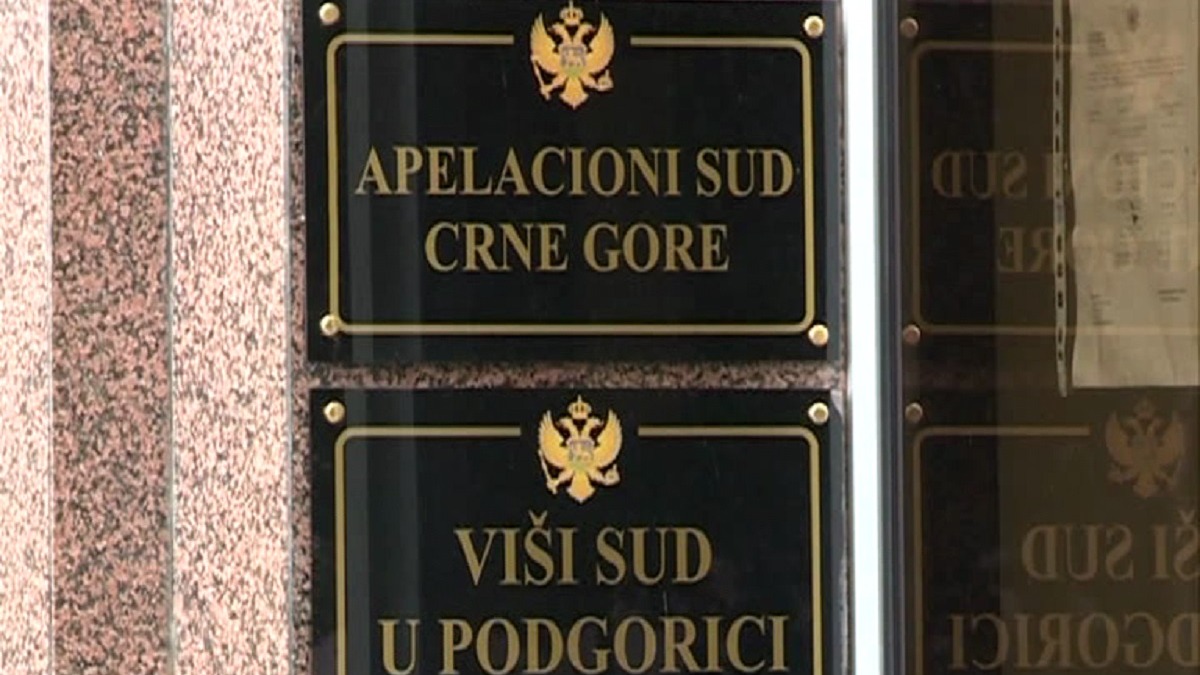 APELACIONI SUD
CRNE GORE
VIŠI SUD
U PODGORICI